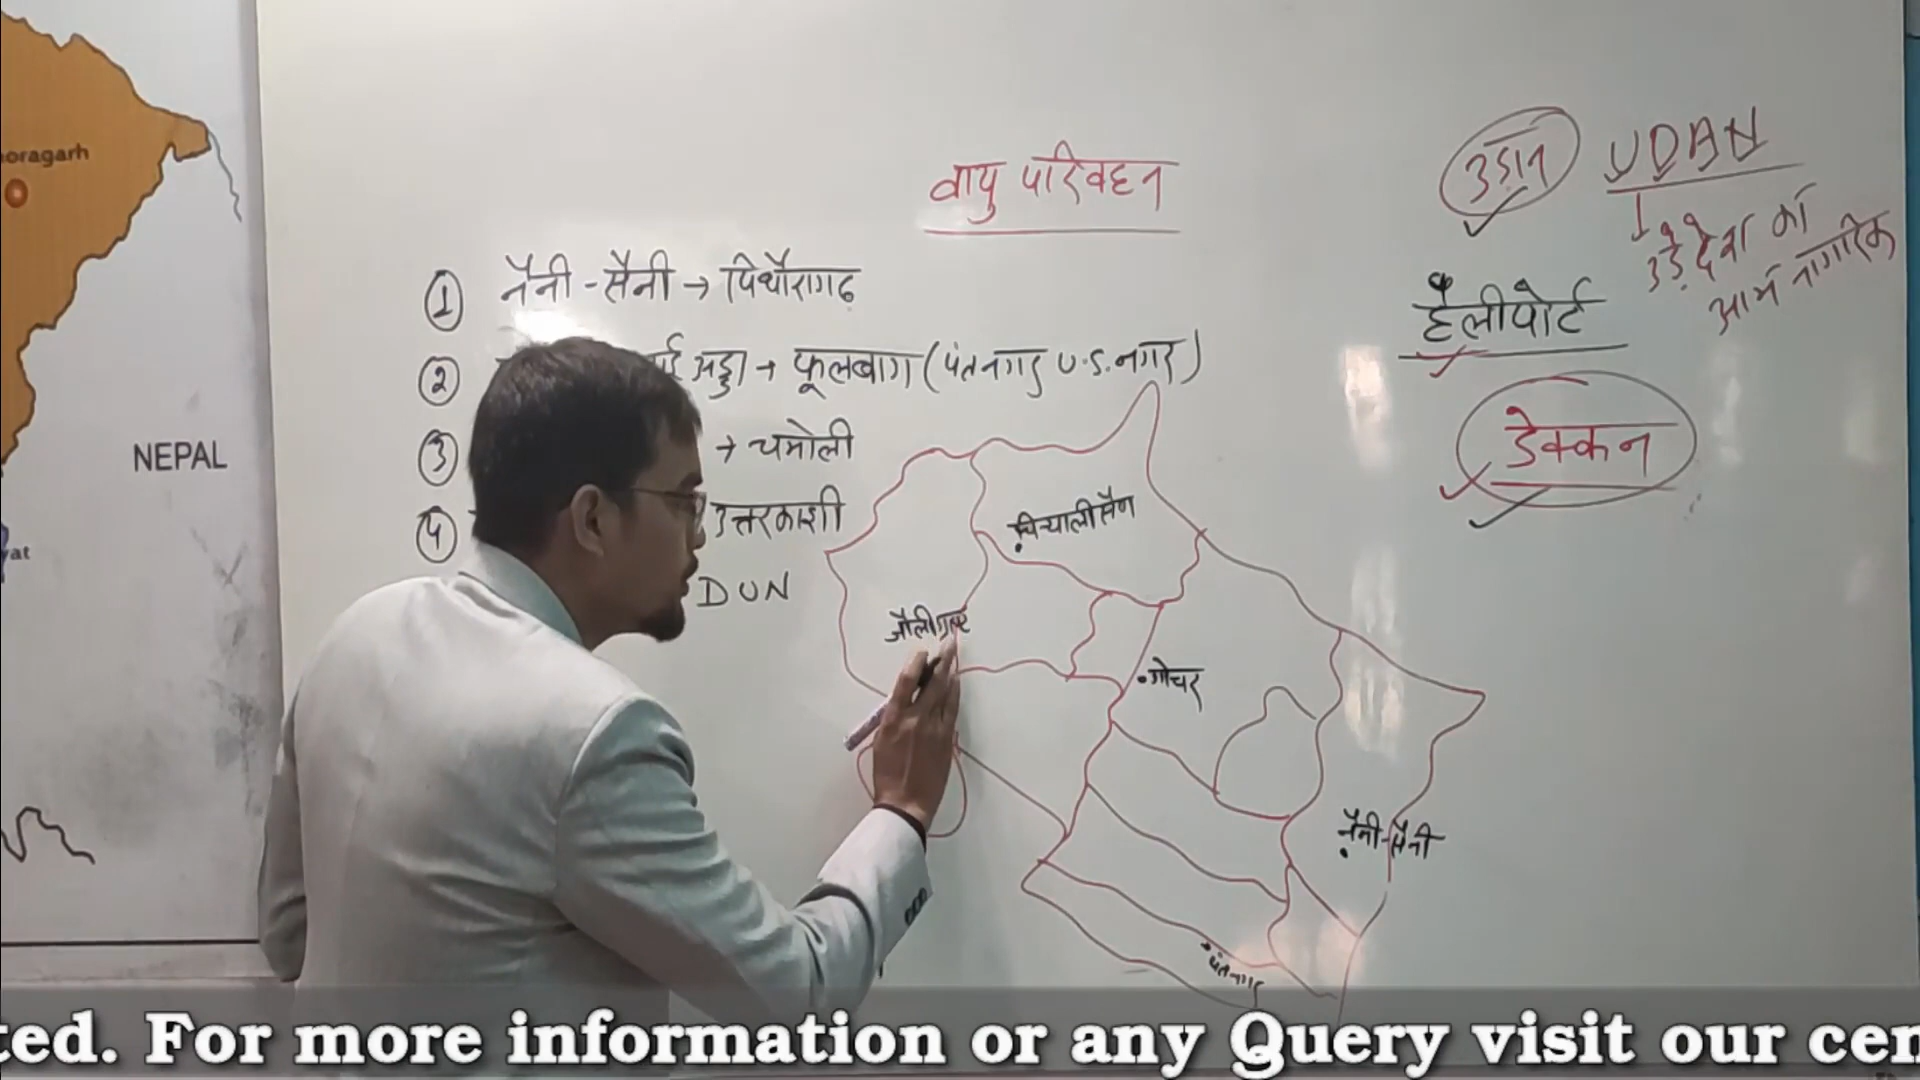 oragarh
NEPAL
वायु परिवहन
① नैनी-सैनी → पिथौरागढ़
② अड्डा → फूलबाग (पंतनगर U.S. नगर)
③ → चमोली
④ उत्तरकाशी
DUN
उड़ान
UDAN
उड़े देश का
आम नागरिक
हैलीपोर्ट
डेक्कन
चिन्यालीसैण
जौलीग्रान्ट
गोचर
नैनी-सैनी
पंतनगर
ted. For more information or any Query visit our cen